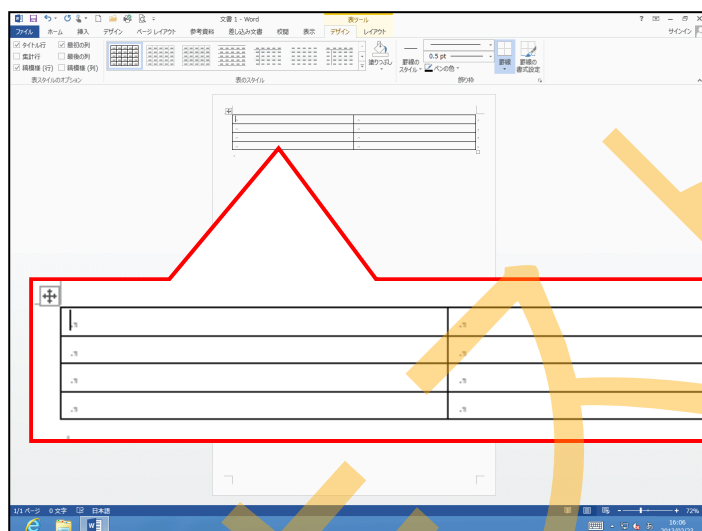 文書 1 - Word
表ツール
サインイン
ファイル ホーム 挿入 デザイン ページ レイアウト 参考資料 差し込み文書 校閲 表示 デザイン レイアウト
タイトル行 最初の列
集計行 最後の列
縞模様 (行) 縞模様 (列)
表スタイルのオプション
表のスタイル
塗りつぶし
罫線の
スタイル
0.5 pt
ペンの色
罫線
罫線の
書式設定
飾り枠
1/1 ページ 0 文字 日本語
72%
16:06